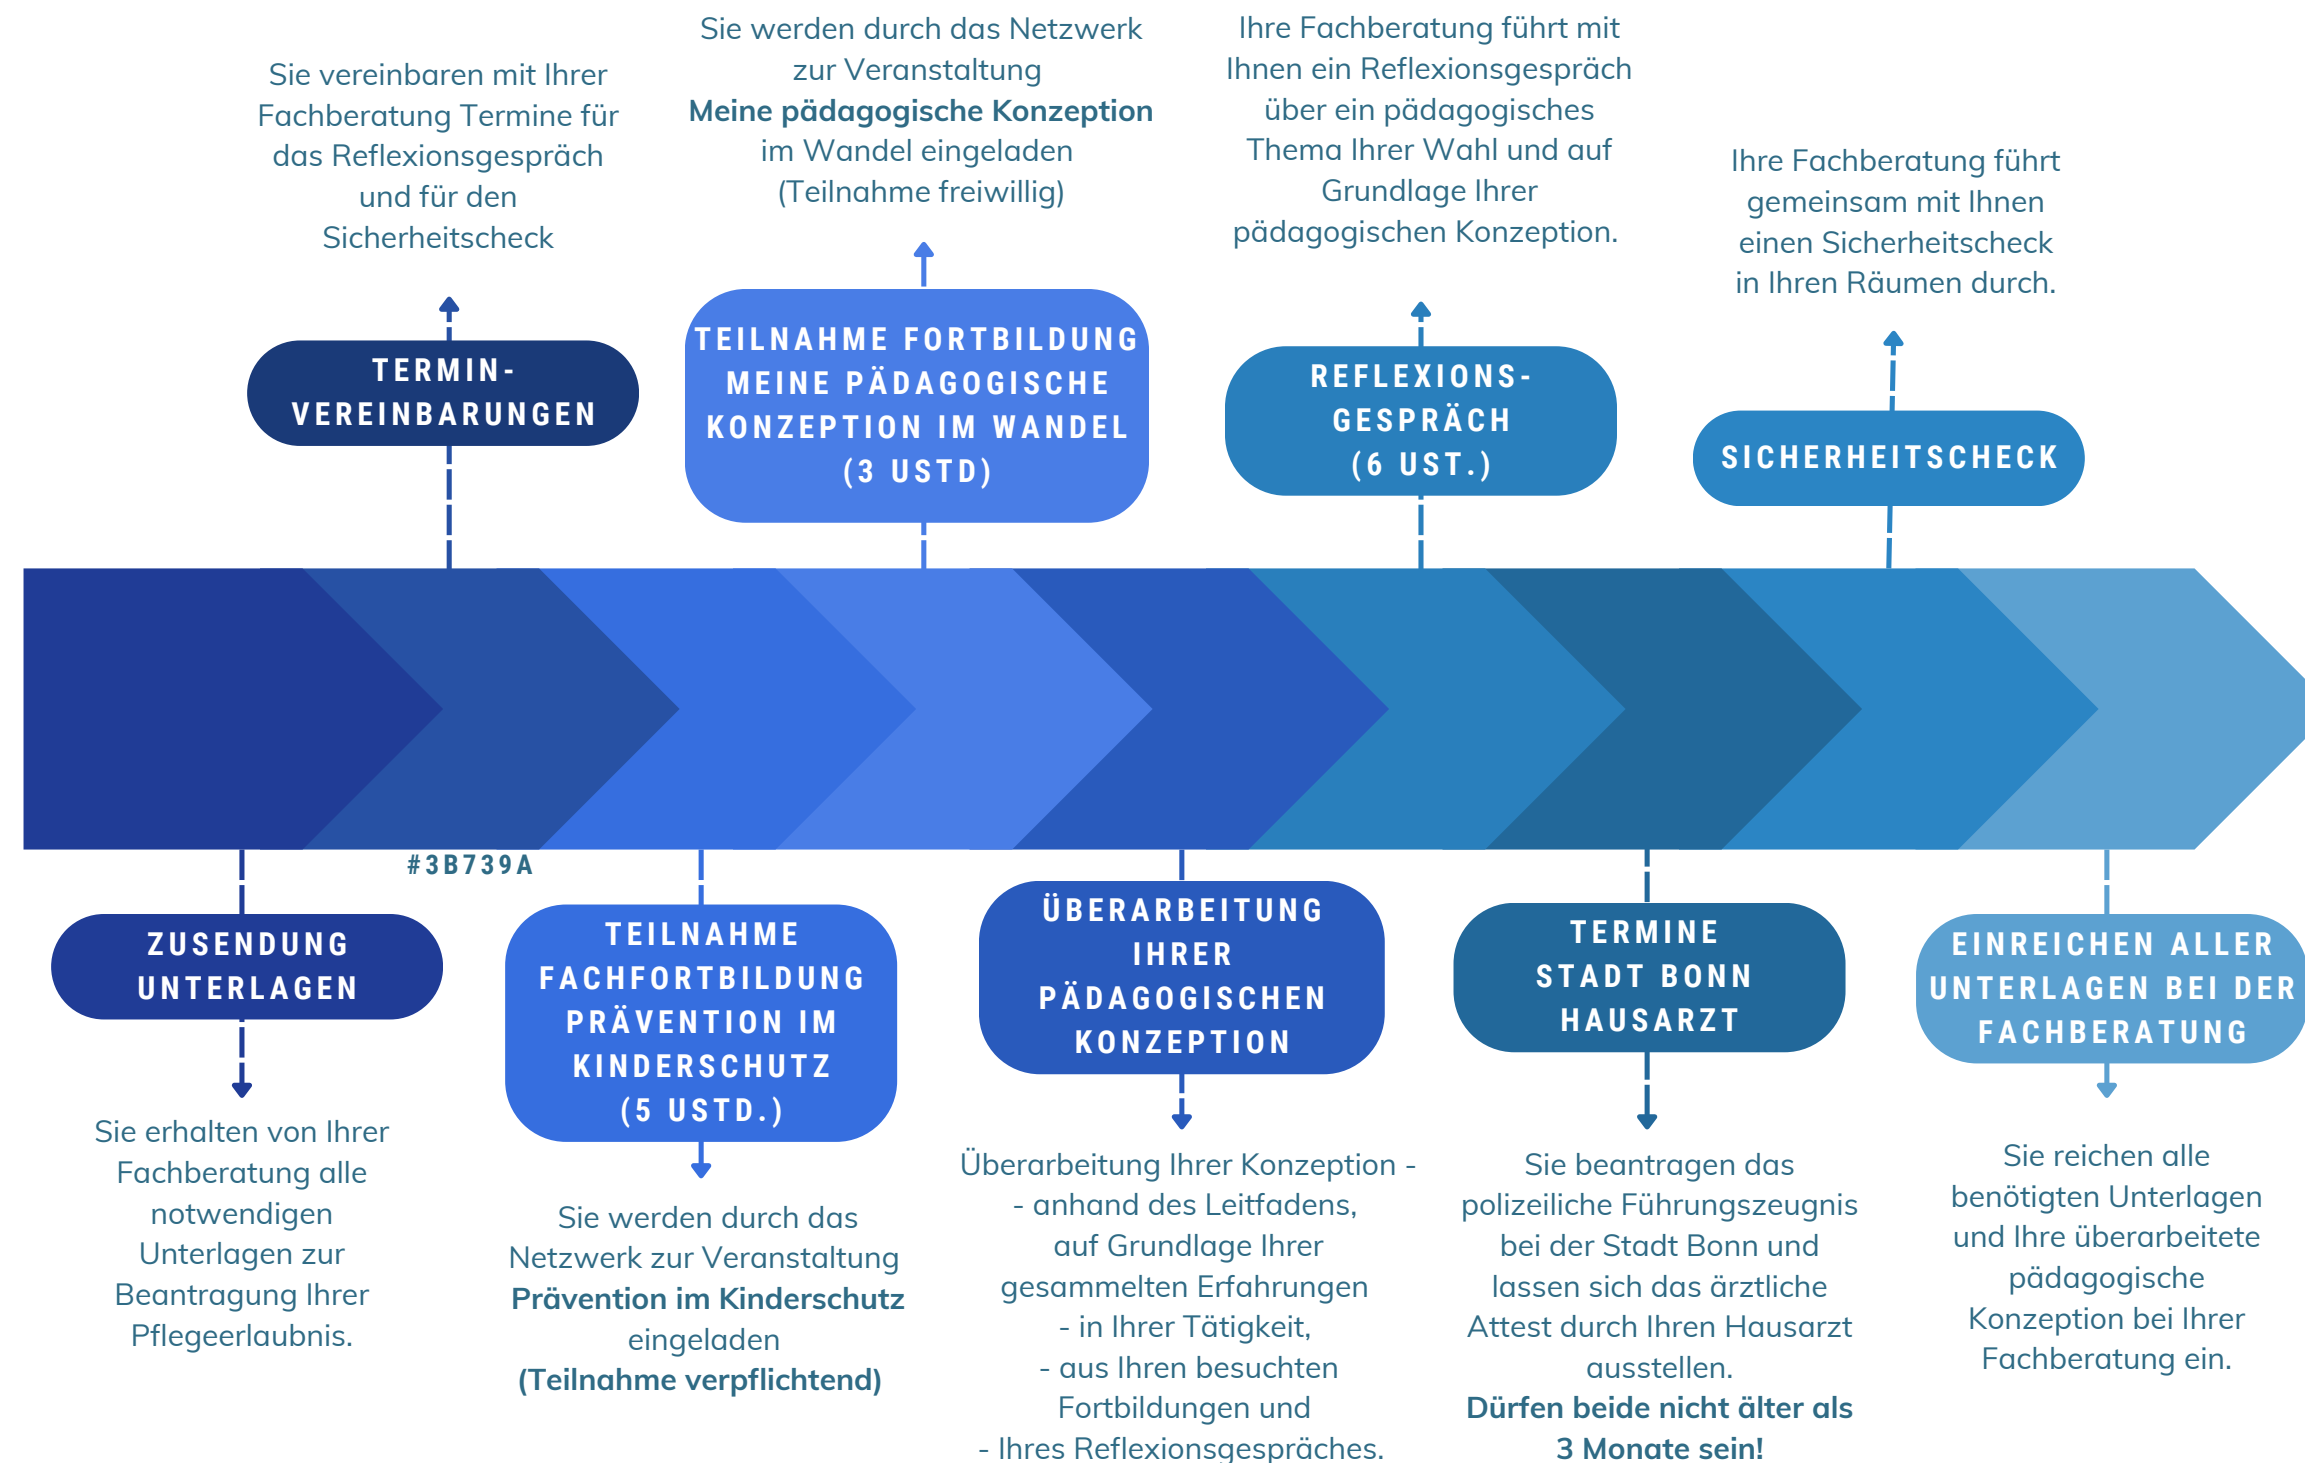 Sie vereinbaren mit Ihrer
Fachberatung Termine für
das Reflexionsgespräch
und für den
Sicherheitscheck
TERMIN-
VEREINBARUNGEN
Sie werden durch das Netzwerk
zur Veranstaltung
Meine pädagogische Konzeption
im Wandel eingeladen
(Teilnahme freiwillig)
TEILNAHME FORTBILDUNG
MEINE PÄDAGOGISCHE
KONZEPTION IM WANDEL
(3 USTD)
Ihre Fachberatung führt mit
Ihnen ein Reflexionsgespräch
über ein pädagogisches
Thema Ihrer Wahl und auf
Grundlage Ihrer
pädagogischen Konzeption.
REFLEXIONS-
GESPRÄCH
(6 UST.)
Ihre Fachberatung führt
gemeinsam mit Ihnen
einen Sicherheitscheck
in Ihren Räumen durch.
SICHERHEITSCHECK
#3B739A
ZUSENDUNG
UNTERLAGEN
Sie erhalten von Ihrer
Fachberatung alle
notwendigen
Unterlagen zur
Beantragung Ihrer
Pflegeerlaubnis.
TEILNAHME
FACHFORTBILDUNG
PRÄVENTION IM
KINDERSCHUTZ
(5 USTD.)
Sie werden durch das
Netzwerk zur Veranstaltung
Prävention im Kinderschutz
eingeladen
(Teilnahme verpflichtend)
ÜBERARBEITUNG
IHRER
PÄDAGOGISCHEN
KONZEPTION
Überarbeitung Ihrer Konzeption -
- anhand des Leitfadens,
auf Grundlage Ihrer
gesammelten Erfahrungen
- in Ihrer Tätigkeit,
- aus Ihren besuchten
Fortbildungen und
- Ihres Reflexionsgespräches.
TERMINE
STADT BONN
HAUSARZT
Sie beantragen das
polizeiliche Führungszeugnis
bei der Stadt Bonn und
lassen sich das ärztliche
Attest durch Ihren Hausarzt
ausstellen.
Dürfen beide nicht älter als
3 Monate sein!
EINREICHEN ALLER
UNTERLAGEN BEI DER
FACHBERATUNG
Sie reichen alle
benötigten Unterlagen
und Ihre überarbeitete
pädagogische
Konzeption bei Ihrer
Fachberatung ein.